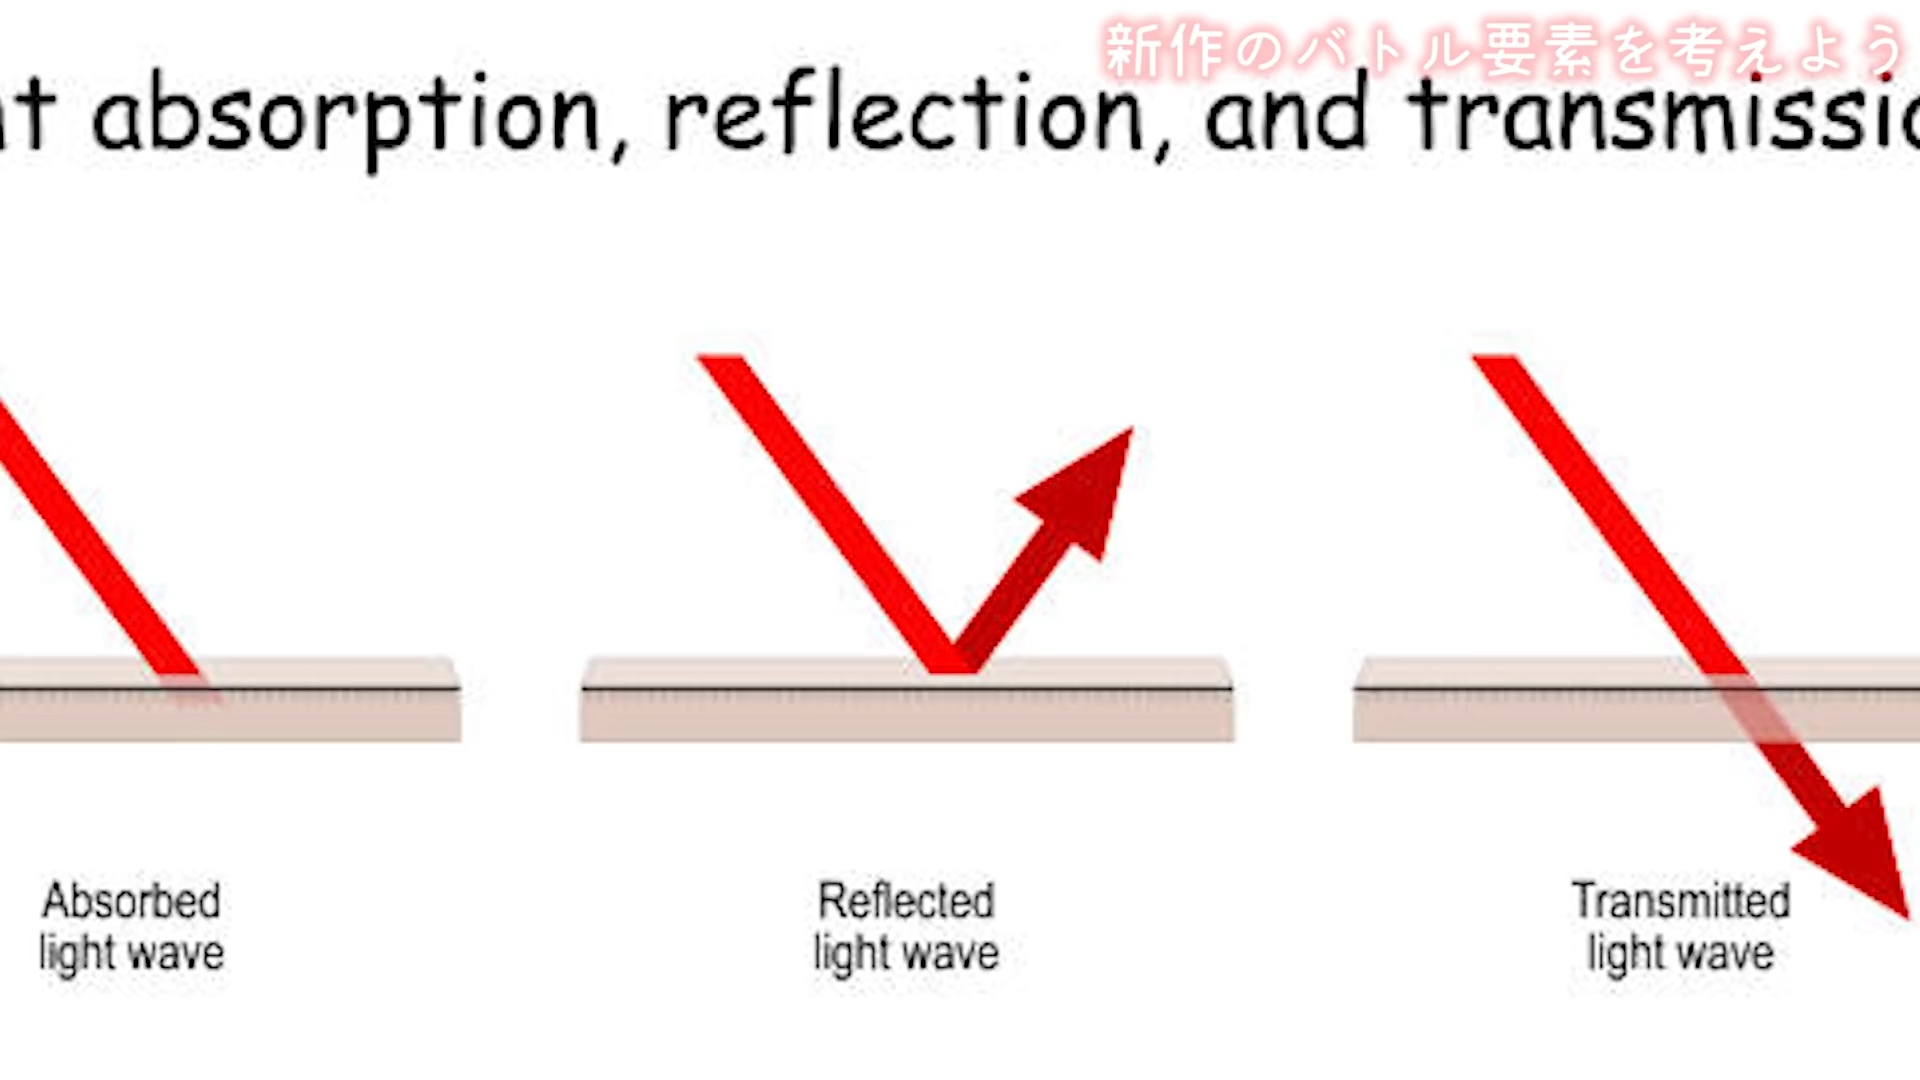 新作のバトル要素を考えよう
t absorption, reflection, and transmissio
Absorbed
light wave
Reflected
light wave
Transmitted
light wave